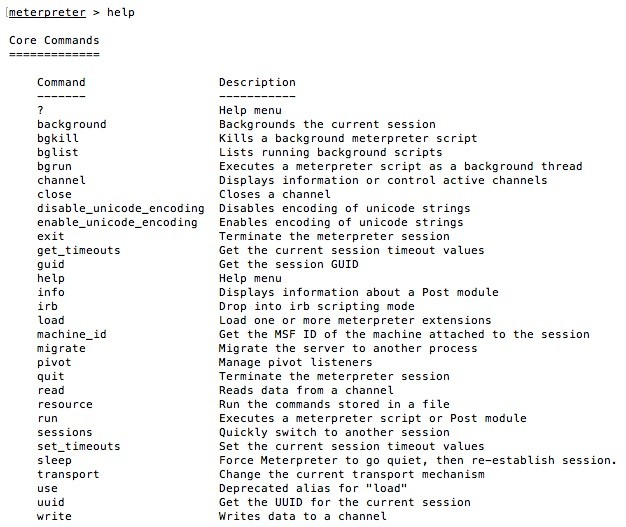 meterpreter > help
Core Commands
=============
Command Description
------- -----------
? Help menu
background Backgrounds the current session
bgkill Kills a background meterpreter script
bglist Lists running background scripts
bgrun Executes a meterpreter script as a background thread
channel Displays information or control active channels
close Closes a channel
disable_unicode_encoding Disables encoding of unicode strings
enable_unicode_encoding Enables encoding of unicode strings
exit Terminate the meterpreter session
get_timeouts Get the current session timeout values
guid Get the session GUID
help Help menu
info Displays information about a Post module
irb Drop into irb scripting mode
load Load one or more meterpreter extensions
machine_id Get the MSF ID of the machine attached to the session
migrate Migrate the server to another process
pivot Manage pivot listeners
quit Terminate the meterpreter session
read Reads data from a channel
resource Run the commands stored in a file
run Executes a meterpreter script or Post module
sessions Quickly switch to another session
set_timeouts Set the current session timeout values
sleep Force Meterpreter to go quiet, then re-establish session.
transport Change the current transport mechanism
use Deprecated alias for "load"
uuid Get the UUID for the current session
write Writes data to a channel